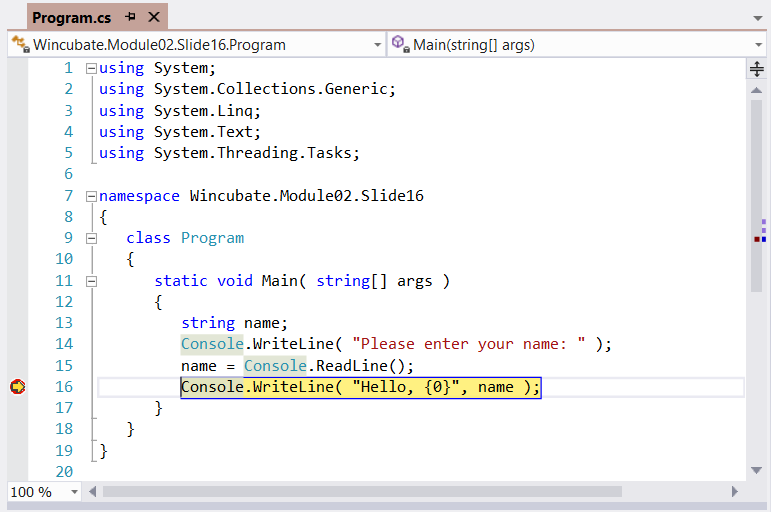 Program.cs
Wincubate.Module02.Slide16.Program Main(string[] args)
1 using System;
2 using System.Collections.Generic;
3 using System.Linq;
4 using System.Text;
5 using System.Threading.Tasks;
6
7 namespace Wincubate.Module02.Slide16
8 {
9 class Program
10 {
11 static void Main( string[] args )
12 {
13 string name;
14 Console.WriteLine( "Please enter your name: " );
15 name = Console.ReadLine();
16 Console.WriteLine( "Hello, {0}", name );
17 }
18 }
19 }
20
100 %